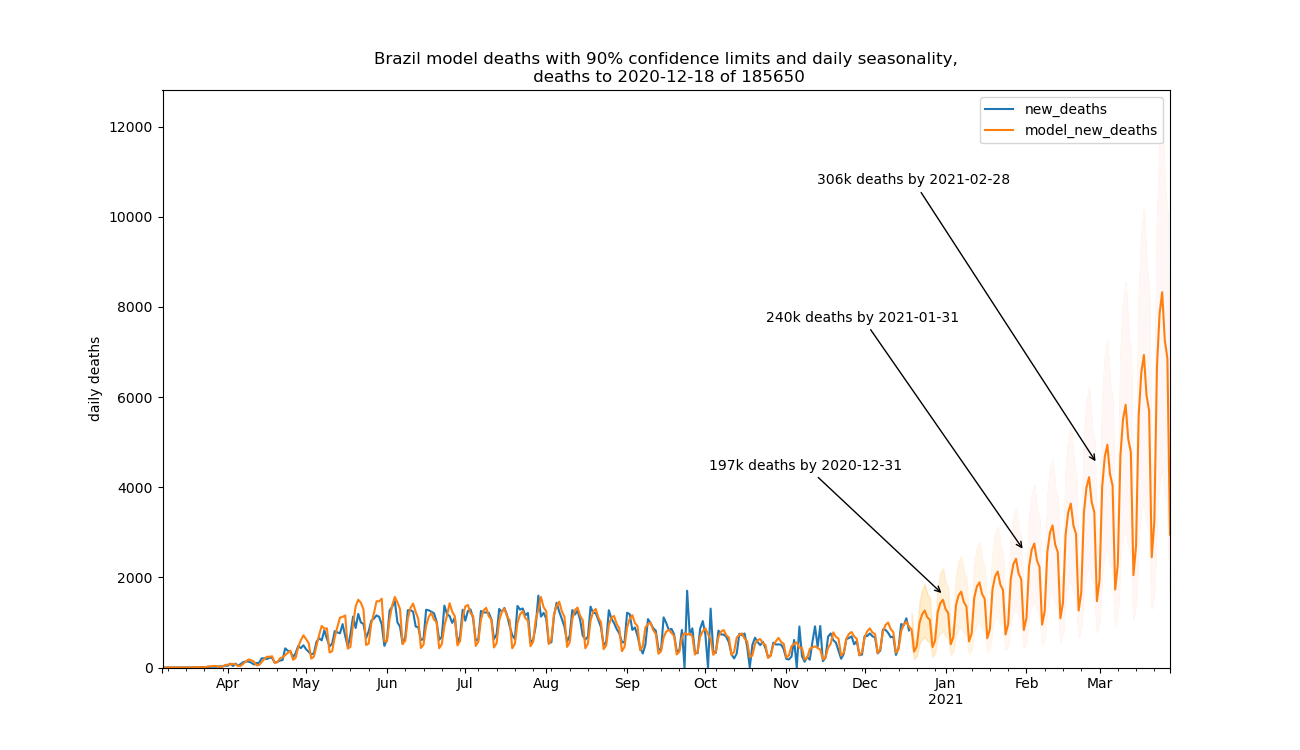 Brazil model deaths with 90% confidence limits and daily seasonality,
deaths to 2020-12-18 of 185650
new_deaths
model_new_deaths
12000
10000
8000
6000
4000
2000
0
daily deaths
306k deaths by 2021-02-28
240k deaths by 2021-01-31
197k deaths by 2020-12-31
Apr May Jun Jul Aug Sep Oct Nov Dec Jan Feb Mar
2021